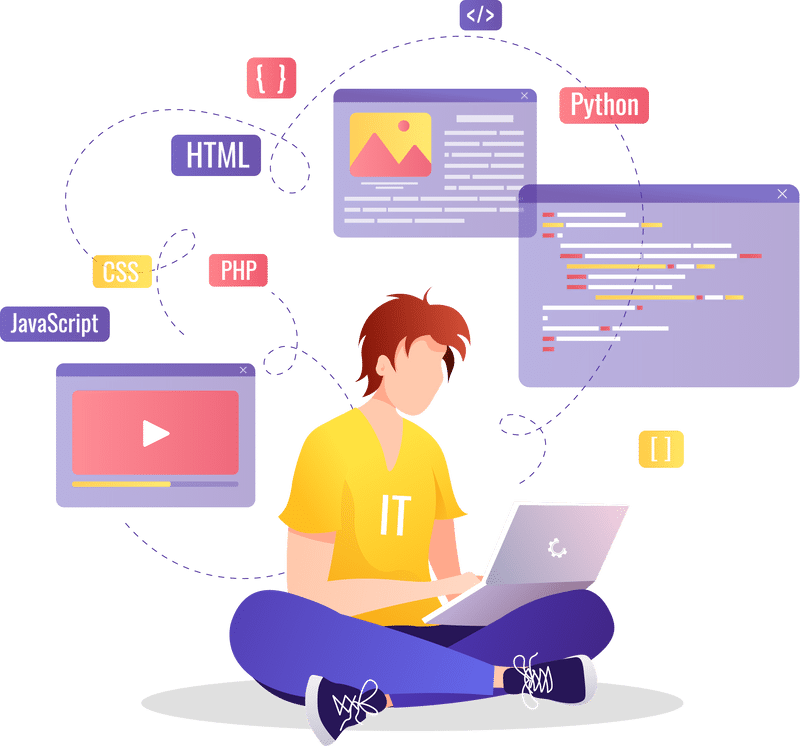 </>
{ }
Python
HTML
CSS
PHP
JavaScript
[ ]
IT